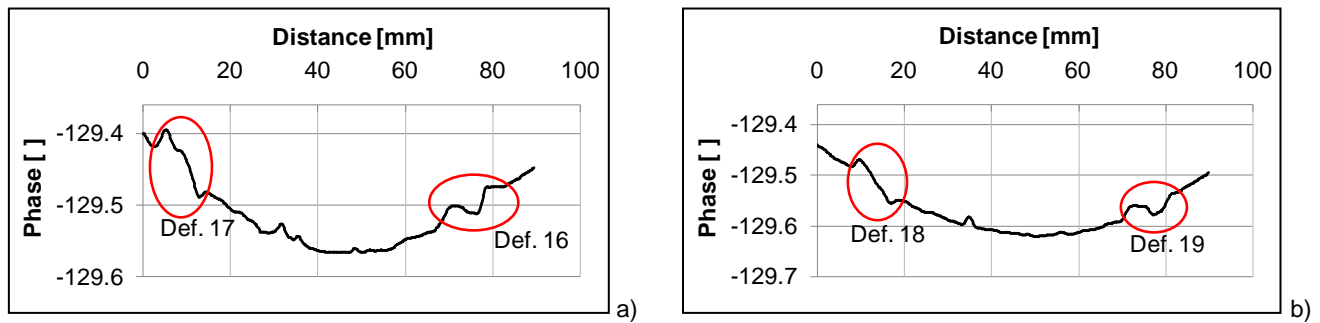 Distance [mm]
0 20 40 60 80 100
Phase [ ]
-129.4
-129.5
-129.6
Def. 17
Def. 16
a)
Distance [mm]
0 20 40 60 80 100
Phase [ ]
-129.4
-129.5
-129.6
-129.7
Def. 18
Def. 19
b)